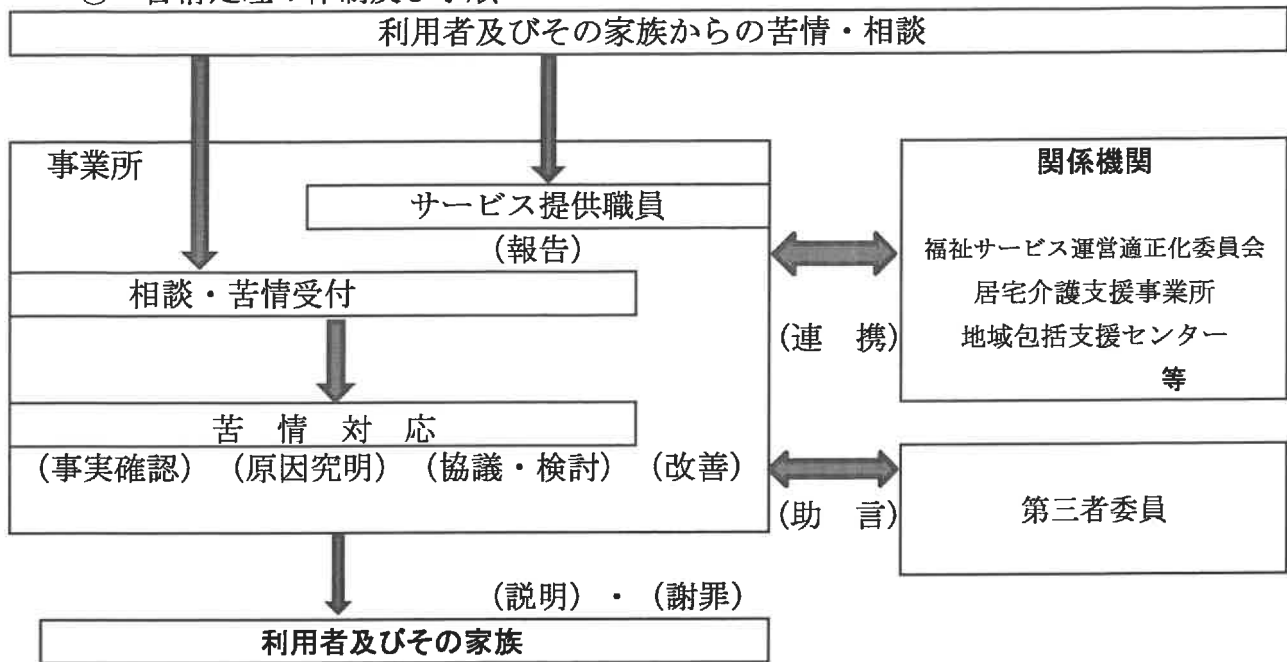 利用者及びその家族からの苦情・相談
事業所
サービス提供職員
(報告)
相談・苦情受付
苦 情 対 応
(事実確認) (原因究明) (協議・検討) (改善)
関係機関
福祉サービス運営適正化委員会
居宅介護支援事業所
地域包括支援センター
等
(連 携)
(助 言)
第三者委員
(説明) ・ (謝罪)
利用者及びその家族